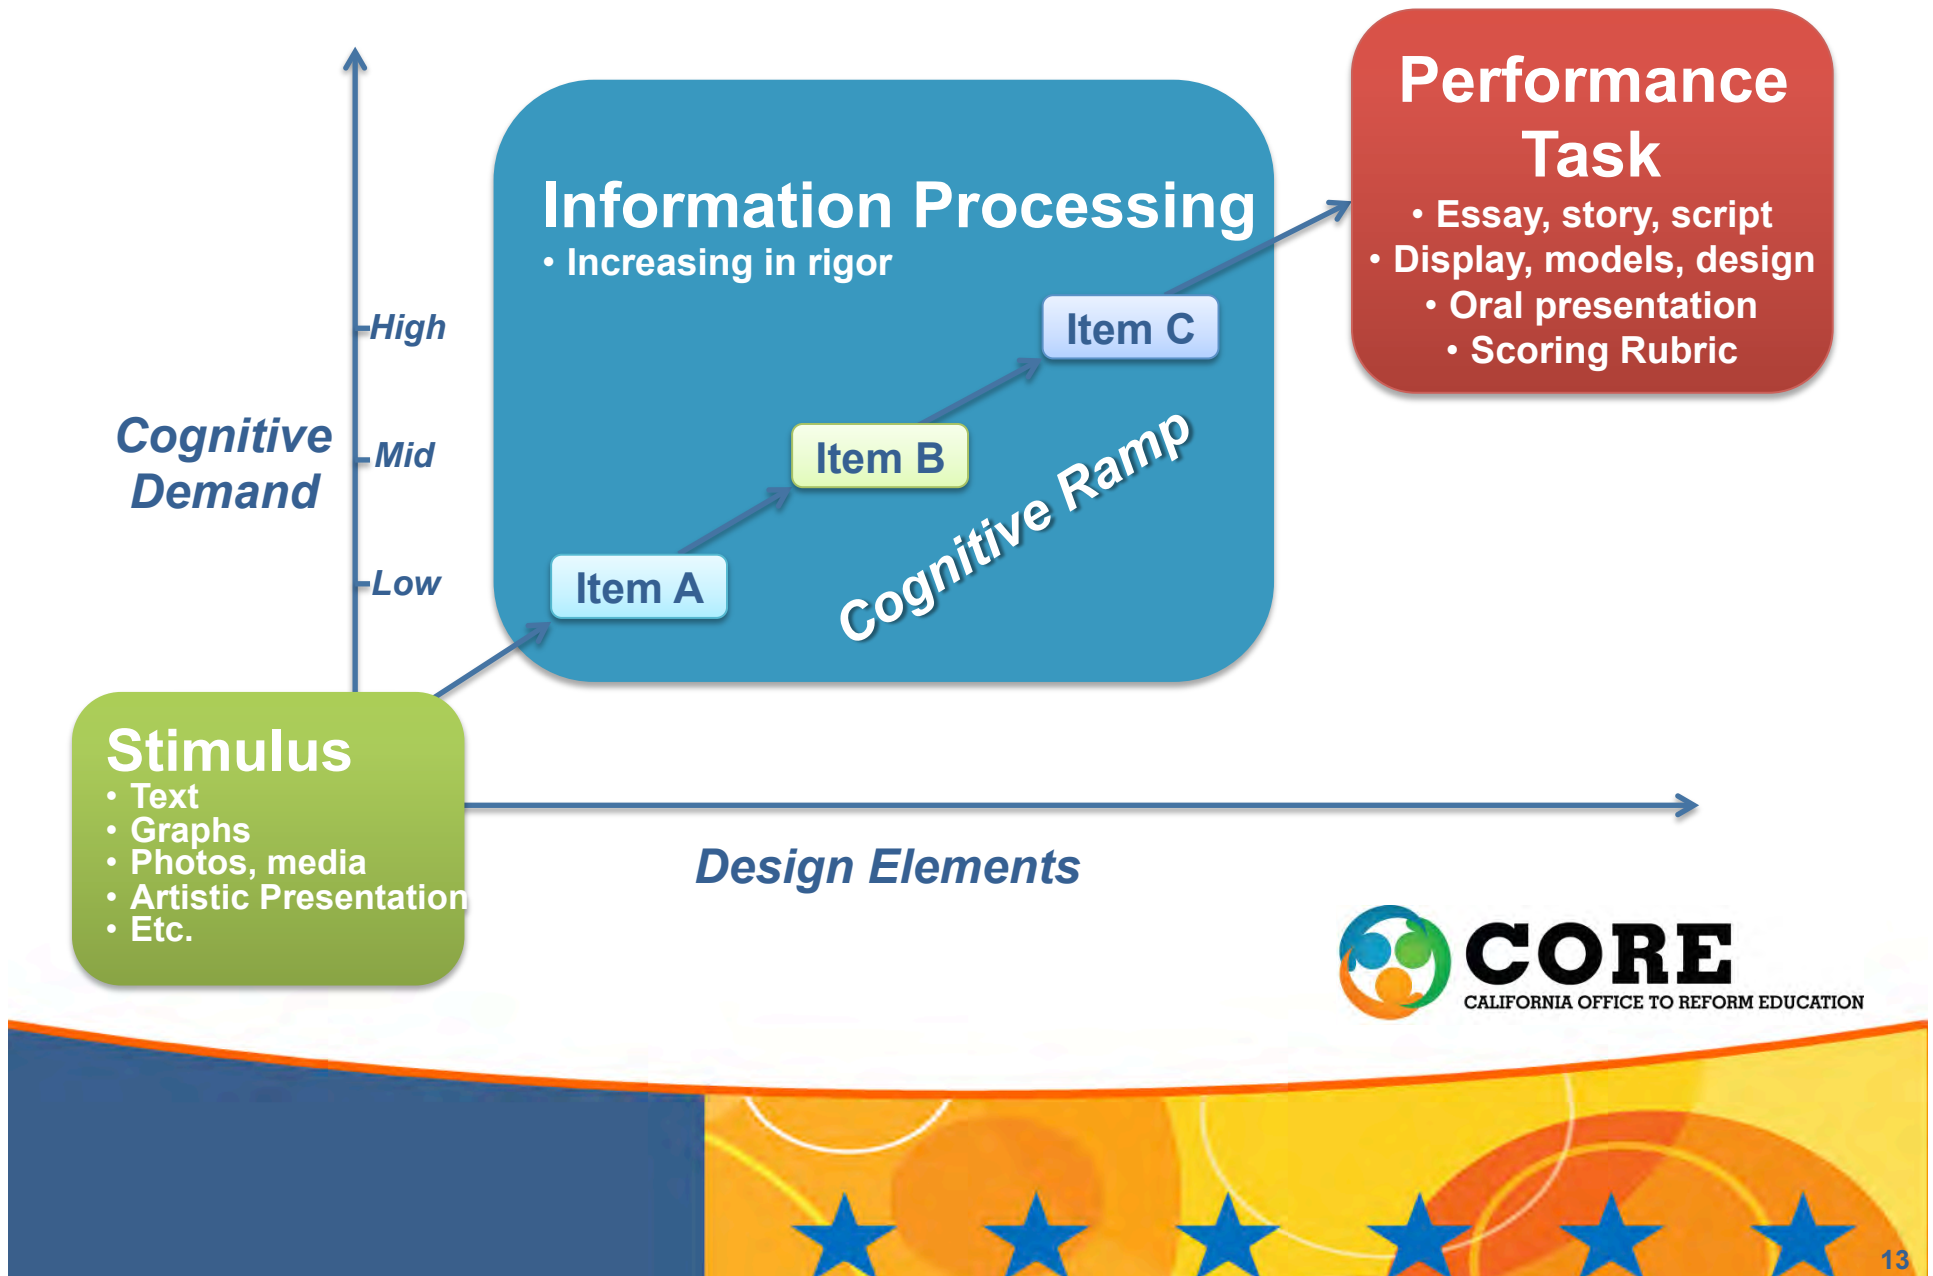 Performance
Task
• Essay, story, script
• Display, models, design
• Oral presentation
• Scoring Rubric
Information Processing
• Increasing in rigor
High
Item C
Cognitive
Demand
Mid
Item B
Cognitive Ramp
Low
Item A
Stimulus
• Text
• Graphs
• Photos, media
• Artistic Presentation
• Etc.
Design Elements
CORE
CALIFORNIA OFFICE TO REFORM EDUCATION
13